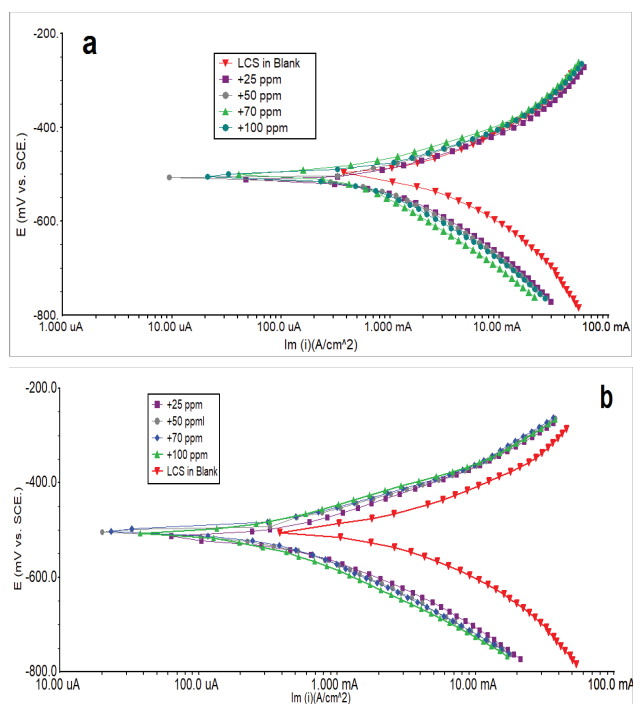 a
-200.
LCS in Blank
+25 ppm
+50 ppm
+70 ppm
+100 ppm
-400.
E (mV vs. SCE.)
-600.
-800.
1.000 uA 10.00 uA 100.0 uA 1.000 mA 10.00 mA 100.0 mA
Im (i)(A/cm^2)
b
-200.0
+25 ppm
+50 ppml
+70 ppm
+100 ppm
LCS in Blank
-400.0
E (mV vs. SCE.)
-600.0
-800.0
10.00 uA 100.0 uA 1.000 mA 10.00 mA 100.0 mA
Im (i)(A/cm^2)